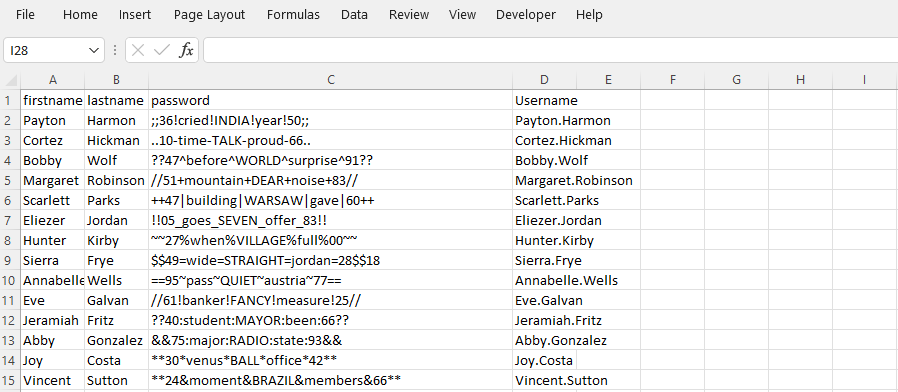 File Home Insert Page Layout Formulas Data Review View Developer Help
I28 fx
A B C D E F G H I
1 firstname lastname password Username
2 Payton Harmon ;;36!cried!INDIA!year!50;; Payton.Harmon
3 Cortez Hickman ..10-time-TALK-proud-66.. Cortez.Hickman
4 Bobby Wolf ??47^before^WORLD^surprise^91?? Bobby.Wolf
5 Margaret Robinson //51+mountain+DEAR+noise+83// Margaret.Robinson
6 Scarlett Parks ++47|building|WARSAW|gave|60++ Scarlett.Parks
7 Eliezer Jordan !!05_goes_SEVEN_offer_83!! Eliezer.Jordan
8 Hunter Kirby ~~27%when%VILLAGE%full%00~~ Hunter.Kirby
9 Sierra Frye $$49=wide=STRAIGHT=jordan=28$$18 Sierra.Frye
10 Annabelle Wells ==95~pass~QUIET~austria~77== Annabelle.Wells
11 Eve Galvan //61!banker!FANCY!measure!25// Eve.Galvan
12 Jeramiah Fritz ??40:student:MAYOR:been:66?? Jeramiah.Fritz
13 Abby Gonzalez &&75:major:RADIO:state:93&& Abby.Gonzalez
14 Joy Costa **30*venus*BALL*office*42** Joy.Costa
15 Vincent Sutton **24&moment&BRAZIL&members&66** Vincent.Sutton